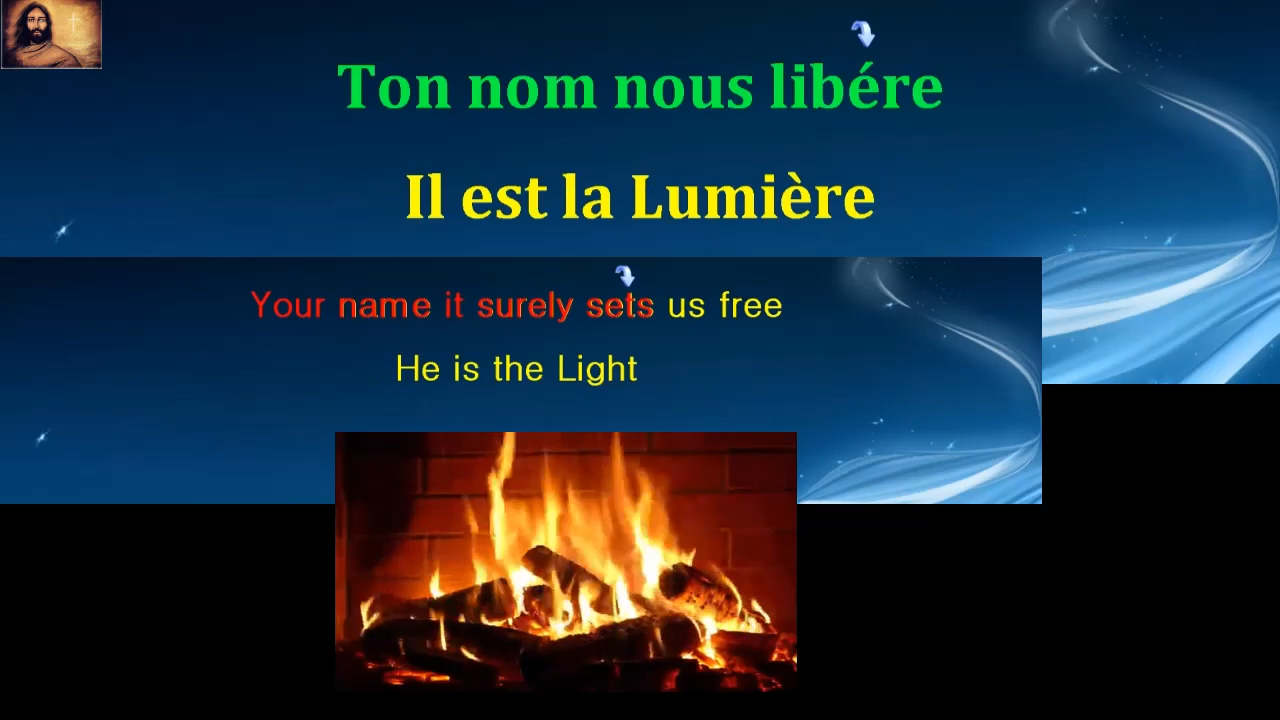 Ton nom nous libére
Il est la Lumière
Your name it surely sets us free
He is the Light